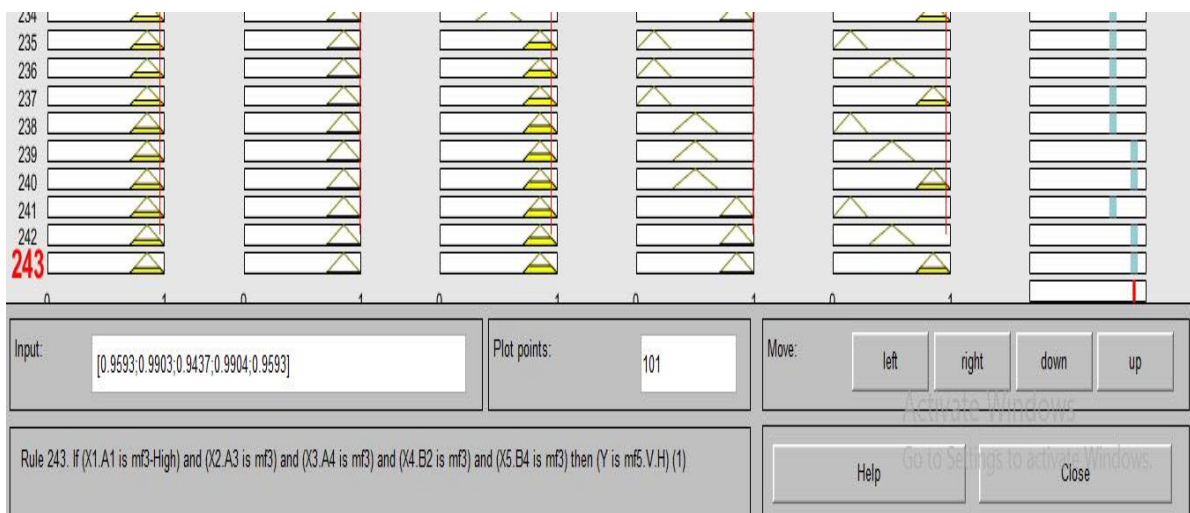 234
235
236
237
238
239
240
241
242
243
0 1 0 1 0 1 0 1 0 1
Input: [0.9593;0.9903;0.9437;0.9904;0.9593] Plot points: 101 Move: left right down up
Activate Windows
Rule 243. If (X1.A1 is mf3-High) and (X2.A3 is mf3) and (X3.A4 is mf3) and (X4.B2 is mf3) and (X5.B4 is mf3) then (Y is mf5.V.H) (1)
Help Close
Go to Settings to activate Windows.